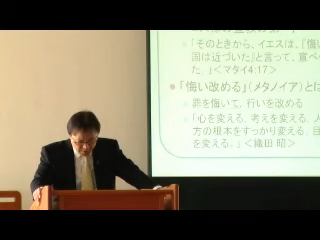 「そのときから、イエスは、『悔い
国は近づいた』と言って、宣べ
た。」<マタイ4:17>
「悔い改める」(メタノイア)とは
罪を悔いて、行いを改める
「心を変える、考えを変える、人
方の根本をすっかり変える、目
を変える。」<織田 昭>